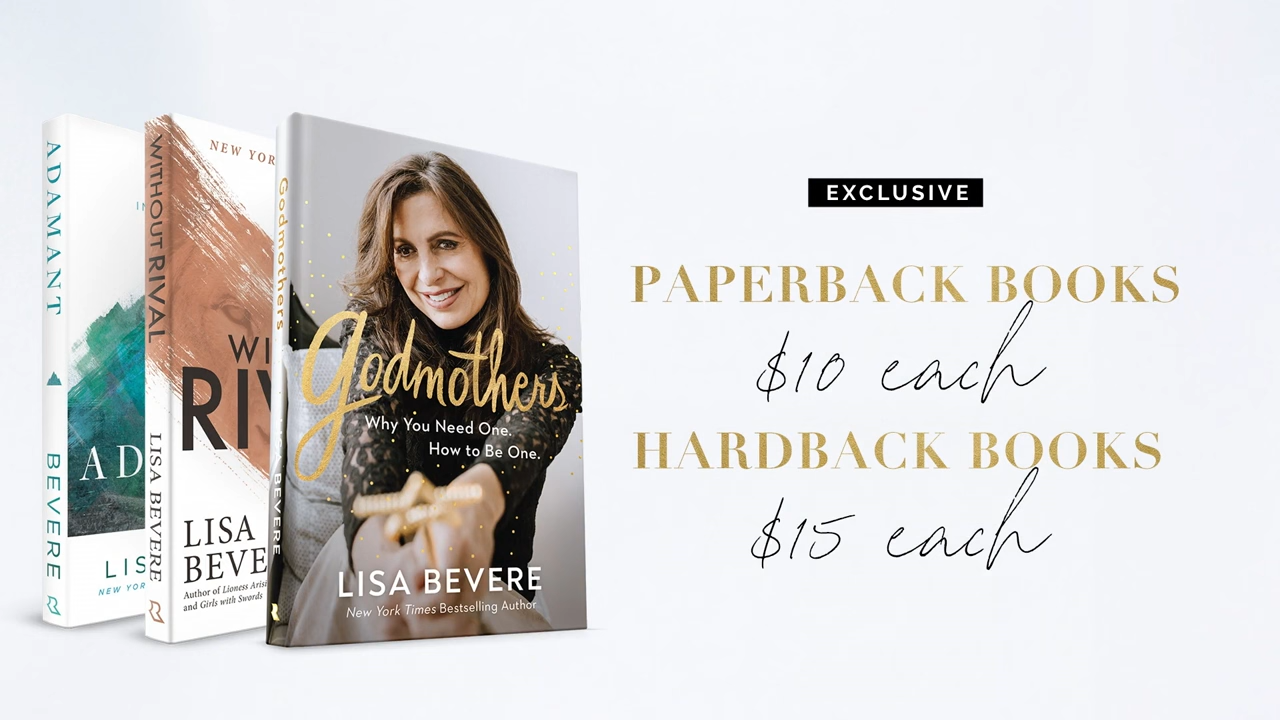 ADAMANT
BEVERE
LIS
NEW YOR
WITHOUT RIVAL
LISA BEVERE
NEW YOR
WI
RIV
LISA
BEVE
Author of Lioness Arisi
and Girls with Swords
Godmothers
BEVERE
Godmothers
Why You Need One.
How to Be One.
LISA BEVERE
New York Times Bestselling Author
EXCLUSIVE
PAPERBACK BOOKS
$10 each
HARDBACK BOOKS
$15 each